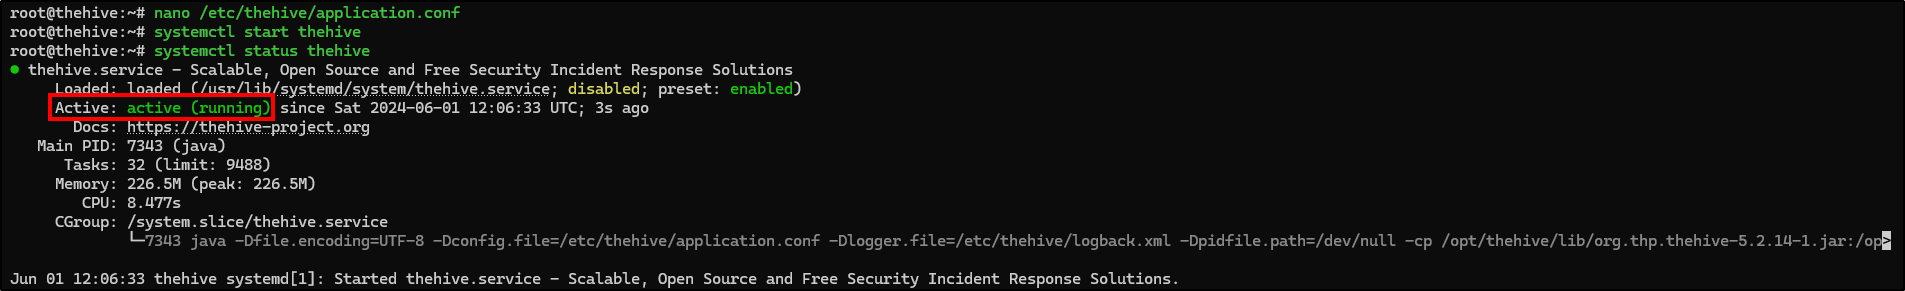 root@thehive:~# nano /etc/thehive/application.conf
root@thehive:~# systemctl start thehive
root@thehive:~# systemctl status thehive
● thehive.service - Scalable, Open Source and Free Security Incident Response Solutions
     Loaded: loaded (/usr/lib/systemd/system/thehive.service; disabled; preset: enabled)
     Active: active (running) since Sat 2024-06-01 12:06:33 UTC; 3s ago
       Docs: https://thehive-project.org
   Main PID: 7343 (java)
      Tasks: 32 (limit: 9488)
     Memory: 226.5M (peak: 226.5M)
        CPU: 8.477s
     CGroup: /system.slice/thehive.service
             └─7343 java -Dfile.encoding=UTF-8 -Dconfig.file=/etc/thehive/application.conf -Dlogger.file=/etc/thehive/logback.xml -Dpidfile.path=/dev/null -cp /opt/thehive/lib/org.thp.thehive-5.2.14-1.jar:/op>
Jun 01 12:06:33 thehive systemd[1]: Started thehive.service - Scalable, Open Source and Free Security Incident Response Solutions.